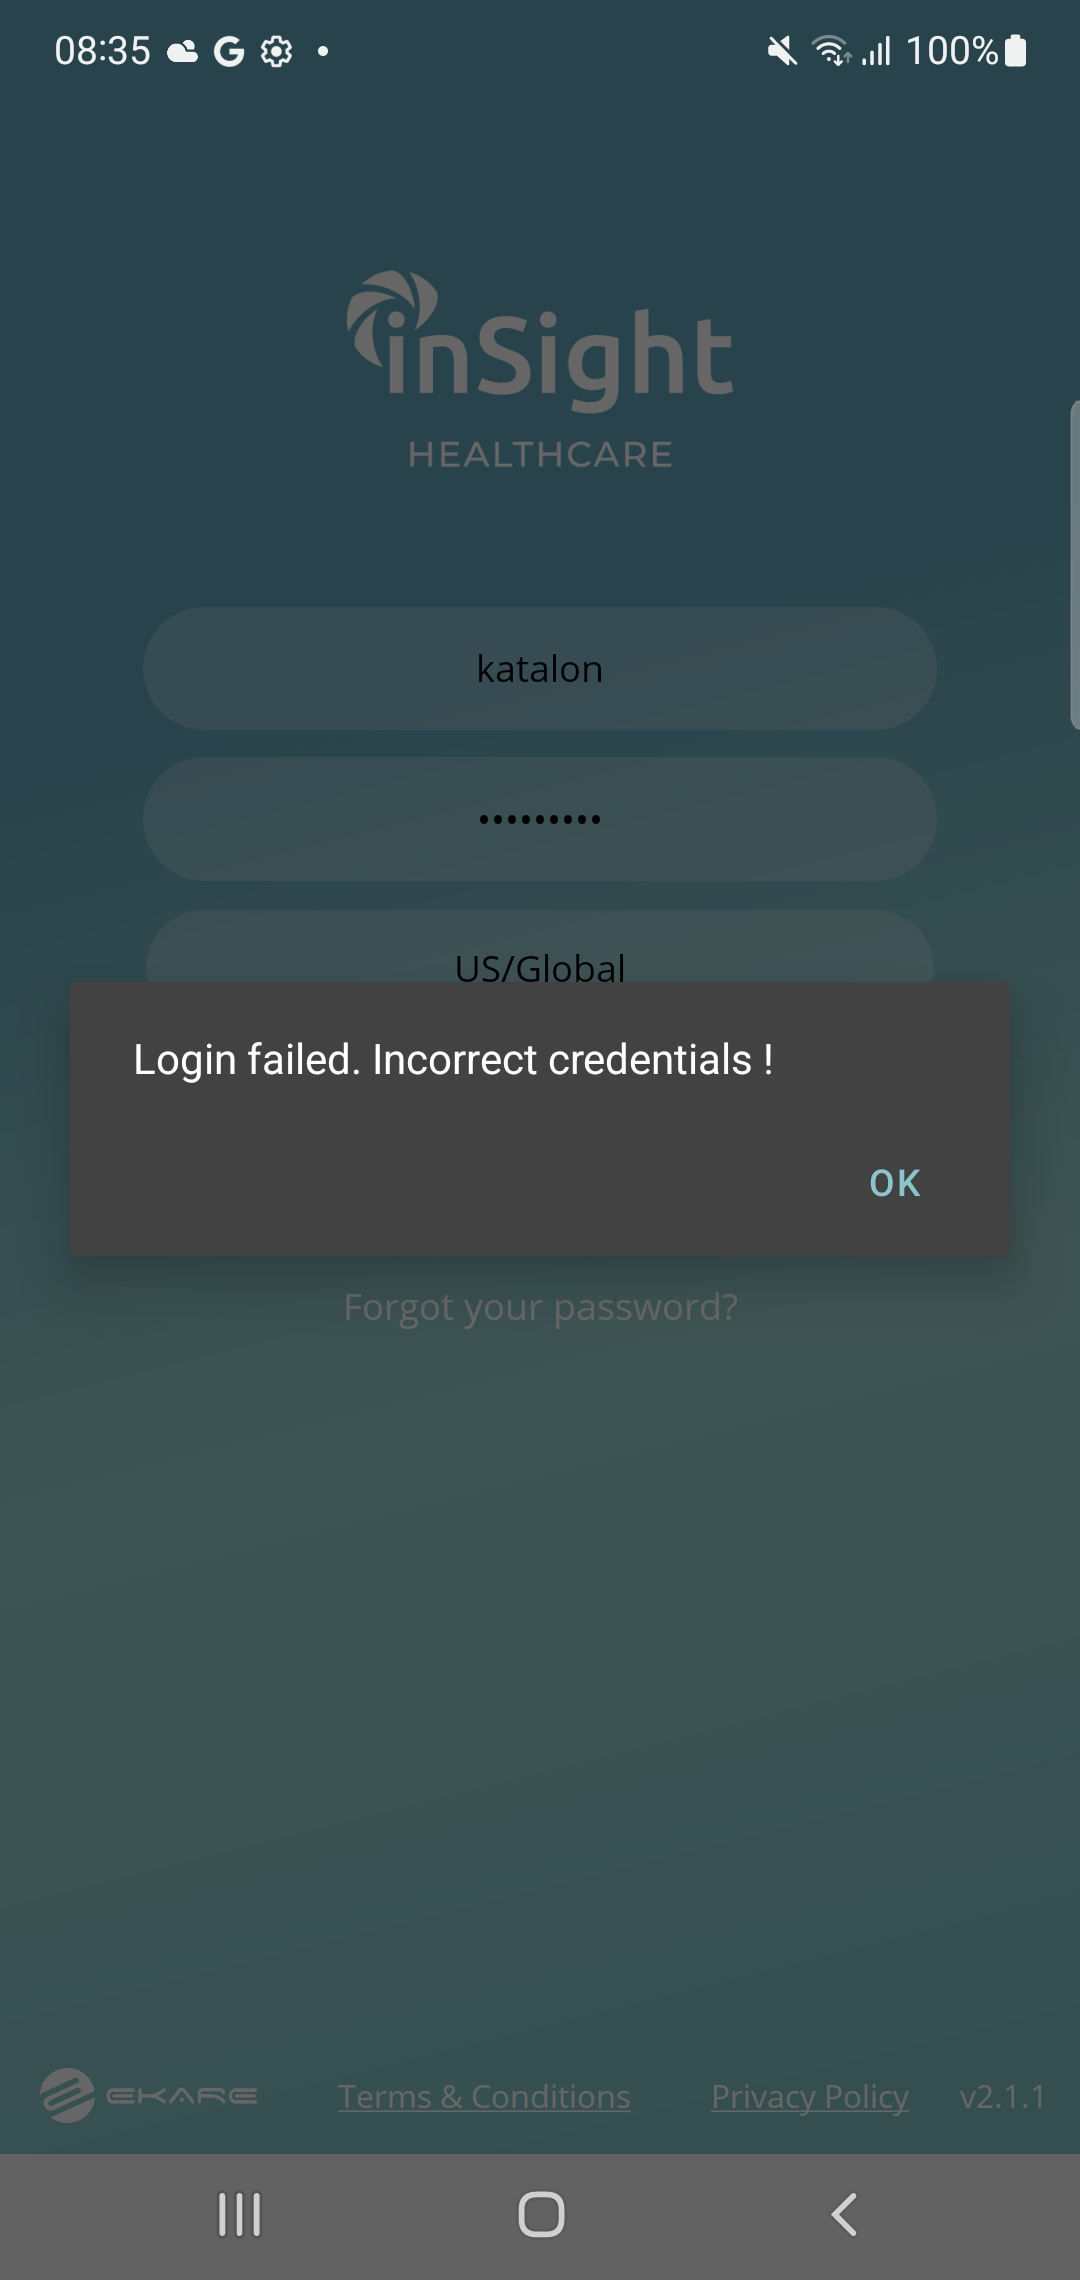 08:35
100%
inSight
HEALTHCARE
katalon
•••••••••
US/Global
Login failed. Incorrect credentials !
OK
Forgot your password?
EKARE Terms & Conditions Privacy Policy v2.1.1